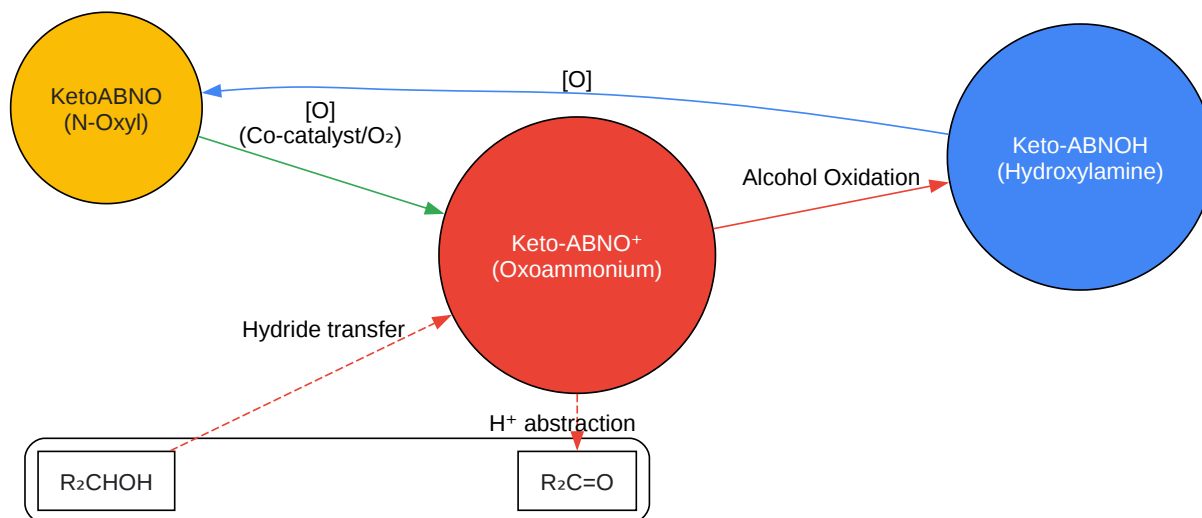 KetoABNO
(N-Oxyl)
[O]
[O]
(Co-catalyst/O₂)
Keto-ABNOH
(Hydroxylamine)
Alcohol Oxidation
Keto-ABNO⁺
(Oxoammonium)
Hydride transfer
H⁺ abstraction
R₂CHOH
R₂C=O